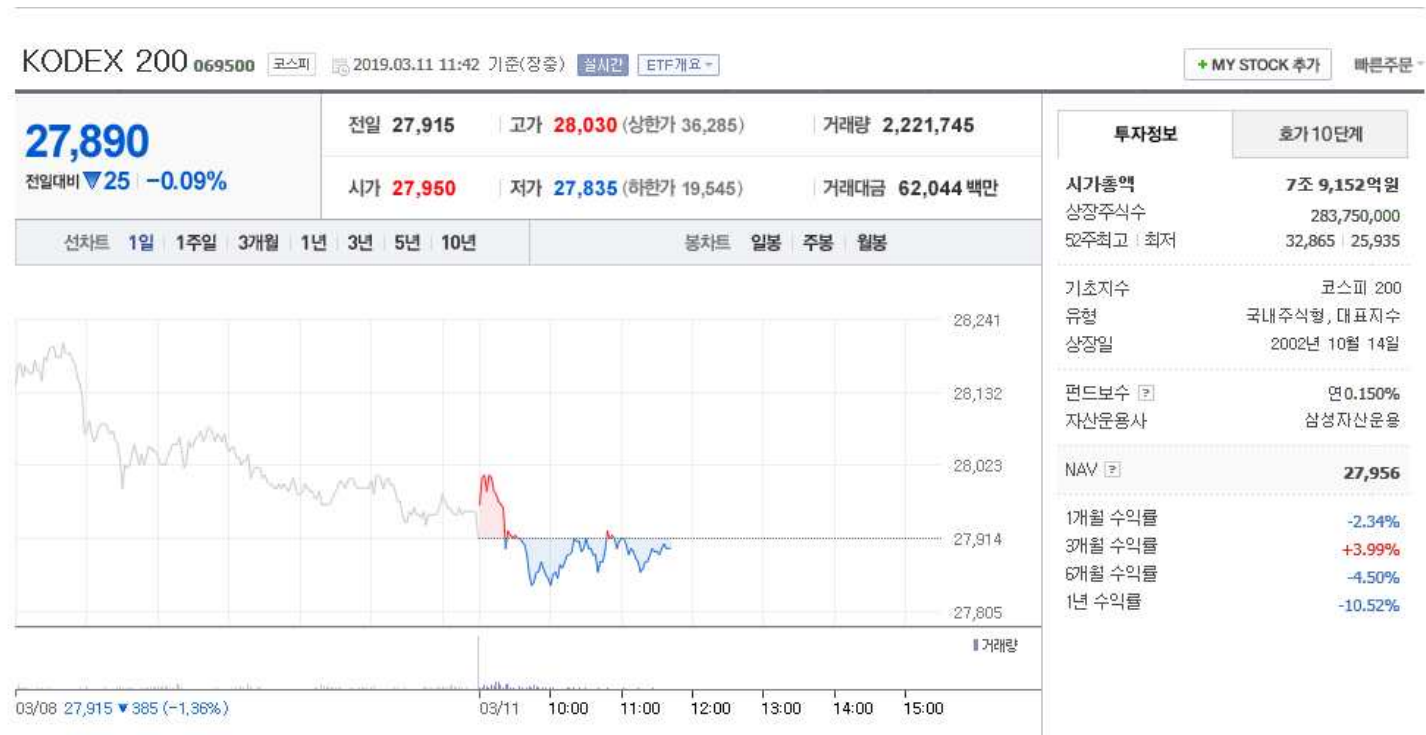 KODEX 200 069500 코스피 2019.03.11 11:42 기준(장중) 실시간 ETF개요
+ MY STOCK 추가 빠른주문
27,890
전일대비 ▼25 -0.09%
전일 27,915 고가 28,030 (상한가 36,285) 거래량 2,221,745
시가 27,950 저가 27,835 (하한가 19,545) 거래대금 62,044 백만
선차트 1일 1주일 3개월 1년 3년 5년 10년 봉차트 일봉 주봉 월봉
28,241
28,132
28,023
27,914
27,805
거래량
03/08 27,915 ▼ 385 (-1,36%)
03/11 10:00 11:00 12:00 13:00 14:00 15:00
투자정보 호가10단계
시가총액 7조 9,152억원
상장주식수 283,750,000
52주최고 최저 32,865 25,935
기초지수 코스피 200
유형 국내주식형, 대표지수
상장일 2002년 10월 14일
펀드보수 ? 연0.150%
자산운용사 삼성자산운용
NAV ? 27,956
1개월 수익률 -2.34%
3개월 수익률 +3.99%
6개월 수익률 -4.50%
1년 수익률 -10.52%